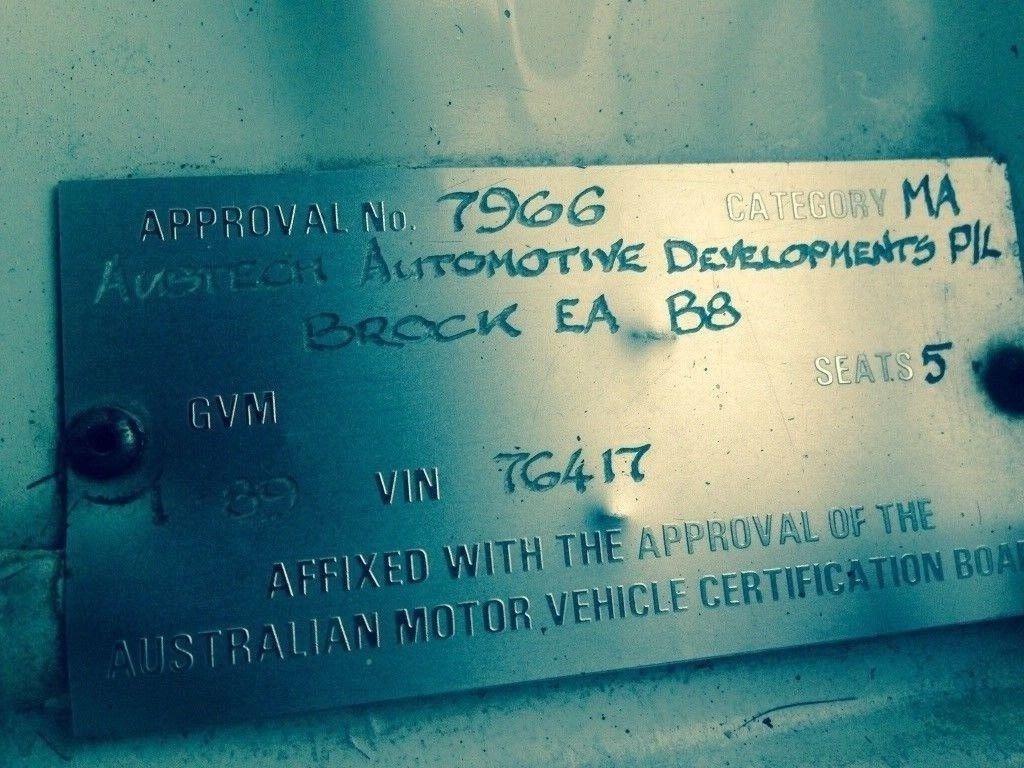 APPROVAL No. 7966 CATEGORY MA
AUSTECH AUTOMOTIVE DEVELOPMENTS P/L
BROCK EA B8
SEATS 5
GVM
89 VIN 76417
AFFIXED WITH THE APPROVAL OF THE
AUSTRALIAN MOTOR VEHICLE CERTIFICATION BOA